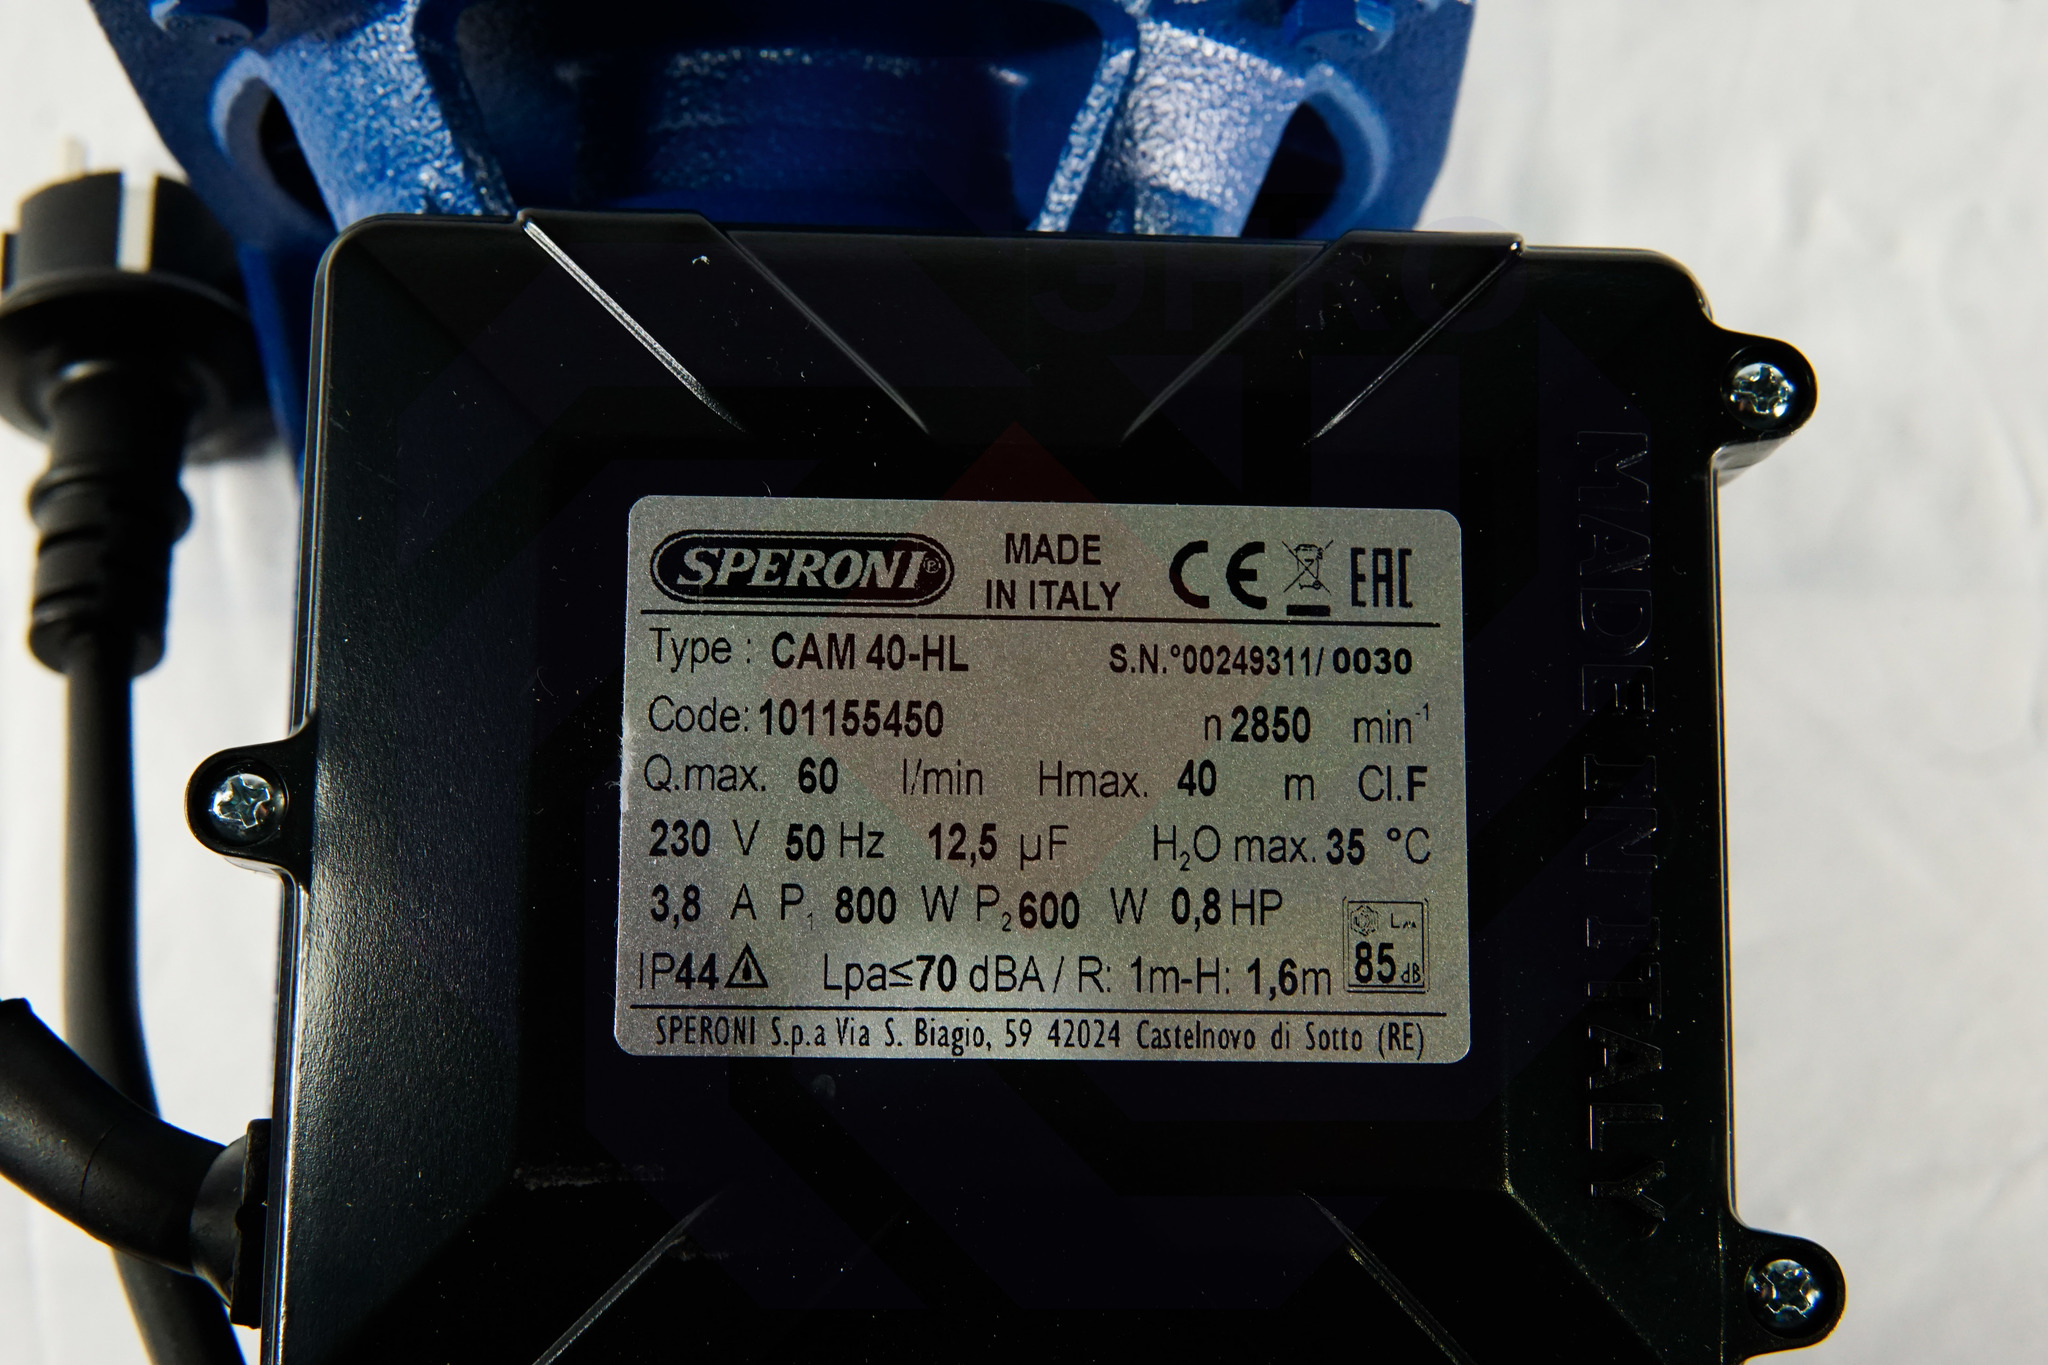 SPERONI®
MADE
IN ITALY
CE
EAC
Type : CAM 40-HL S.N.°00249311/ 0030
Code: 101155450 n 2850 min⁻¹
Q.max. 60 l/min Hmax. 40 m Cl.F
230 V 50 Hz 12,5 µF H₂O max. 35 °C
3,8 A P₁ 800 W P₂ 600 W 0,8 HP
IP44 Lpa≤70 dBA / R: 1m-H: 1,6m
85 dB
SPERONI S.p.a Via S. Biagio, 59 42024 Castelnovo di Sotto (RE)
MADE IN ITALY